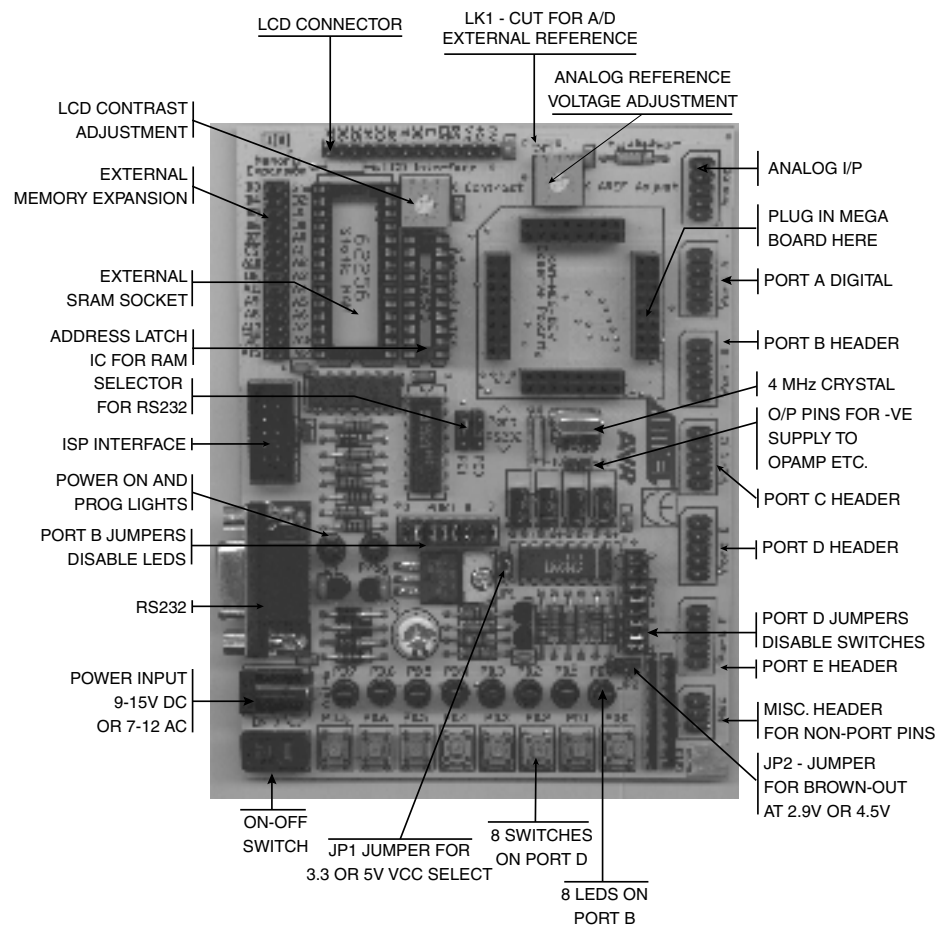 LCD CONNECTOR
LK1 - CUT FOR A/D
EXTERNAL REFERENCE
ANALOG REFERENCE
VOLTAGE ADJUSTMENT
LCD CONTRAST
ADJUSTMENT
EXTERNAL
MEMORY EXPANSION
EXTERNAL
SRAM SOCKET
ADDRESS LATCH
IC FOR RAM
SELECTOR
FOR RS232
ISP INTERFACE
POWER ON AND
PROG LIGHTS
PORT B JUMPERS
DISABLE LEDS
RS232
POWER INPUT
9-15V DC
OR 7-12 AC
ANALOG I/P
PLUG IN MEGA
BOARD HERE
PORT A DIGITAL
PORT B HEADER
4 MHz CRYSTAL
O/P PINS FOR -VE
SUPPLY TO
OPAMP ETC.
PORT C HEADER
PORT D HEADER
PORT D JUMPERS
DISABLE SWITCHES
PORT E HEADER
MISC. HEADER
FOR NON-PORT PINS
JP2 - JUMPER
FOR BROWN-OUT
AT 2.9V OR 4.5V
ON-OFF
SWITCH
JP1 JUMPER FOR
3.3 OR 5V VCC SELECT
8 SWITCHES
ON PORT D
8 LEDS ON
PORT B
62256
Contrast
AVR
CE